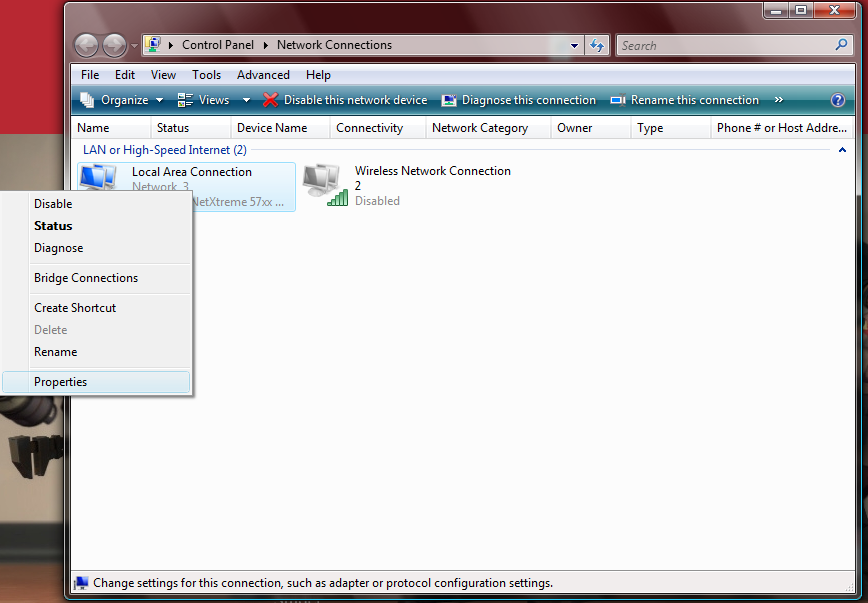 Control Panel Network Connections Search
File Edit View Tools Advanced Help
Organize Views Disable this network device Diagnose this connection Rename this connection »
Name Status Device Name Connectivity Network Category Owner Type Phone # or Host Addre...
LAN or High-Speed Internet (2)
Local Area Connection
Network 3
NetXtreme 57xx ...
Wireless Network Connection
2
Disabled
Disable
Status
Diagnose
Bridge Connections
Create Shortcut
Delete
Rename
Properties
Change settings for this connection, such as adapter or protocol configuration settings.